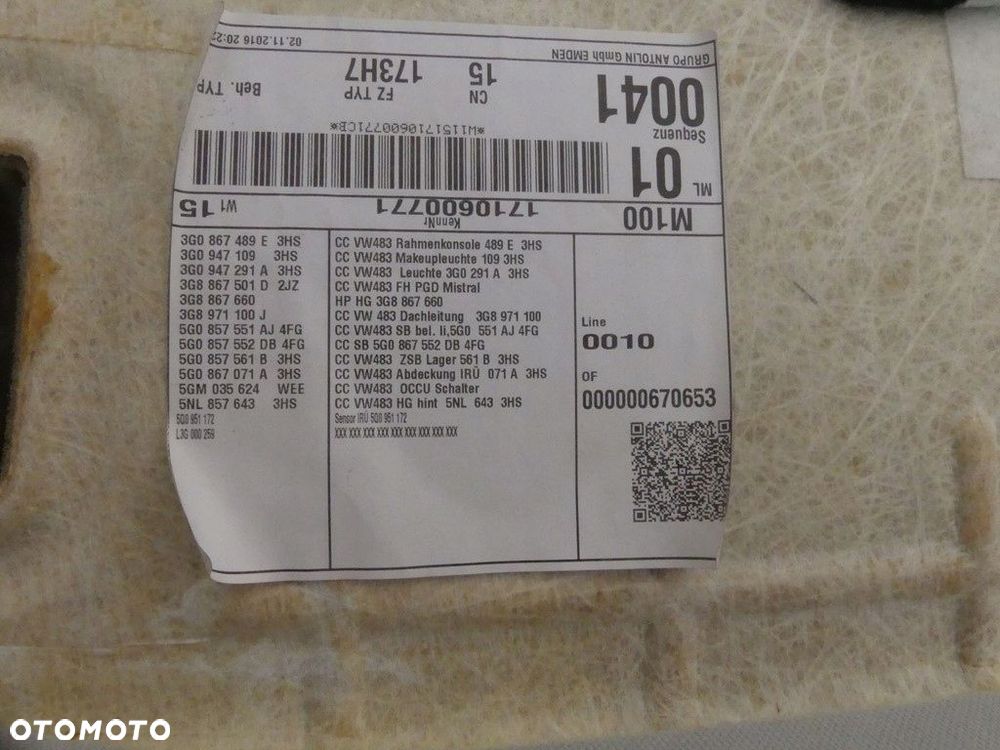 GRUPO ANTOLIN Gmbh EMDEN
02.11.2016 20:2
Sequenz
0041
CN
15
FZ TYP
173H7
Beh. TYP
ML
01
*W1151710600771CB*
M100
KennNr
1710600771
W1 15
3G0 867 489 E 3HS
3G0 947 109 3HS
3G0 947 291 A 3HS
3G8 867 501 D 2JZ
3G8 867 660
3G8 971 100 J
5G0 857 551 AJ 4FG
5G0 857 552 DB 4FG
5G0 857 561 B 3HS
5G0 867 071 A 3HS
5GM 035 624 WEE
5NL 857 643 3HS
5Q0 951 172
L3G 000 259
CC VW483 Rahmenkonsole 489 E 3HS
CC VW483 Makeupleuchte 109 3HS
CC VW483 Leuchte 3G0 291 A 3HS
CC VW483 FH PGD Mistral
HP HG 3G8 867 660
CC VW 483 Dachleitung 3G8 971 100
CC VW483 SB bel. li,5G0 551 AJ 4FG
CC SB 5G0 867 552 DB 4FG
CC VW483 ZSB Lager 561 B 3HS
CC VW483 Abdeckung IRÜ 071 A 3HS
CC VW483 OCCU Schalter
CC VW483 HG hint 5NL 643 3HS
Sensor IRÜ 5Q0 951 172
XXX XXX XXX XXX XXX XXX XXX XXX XXX
Line
0010
OF
000000670653
OTOMOTO